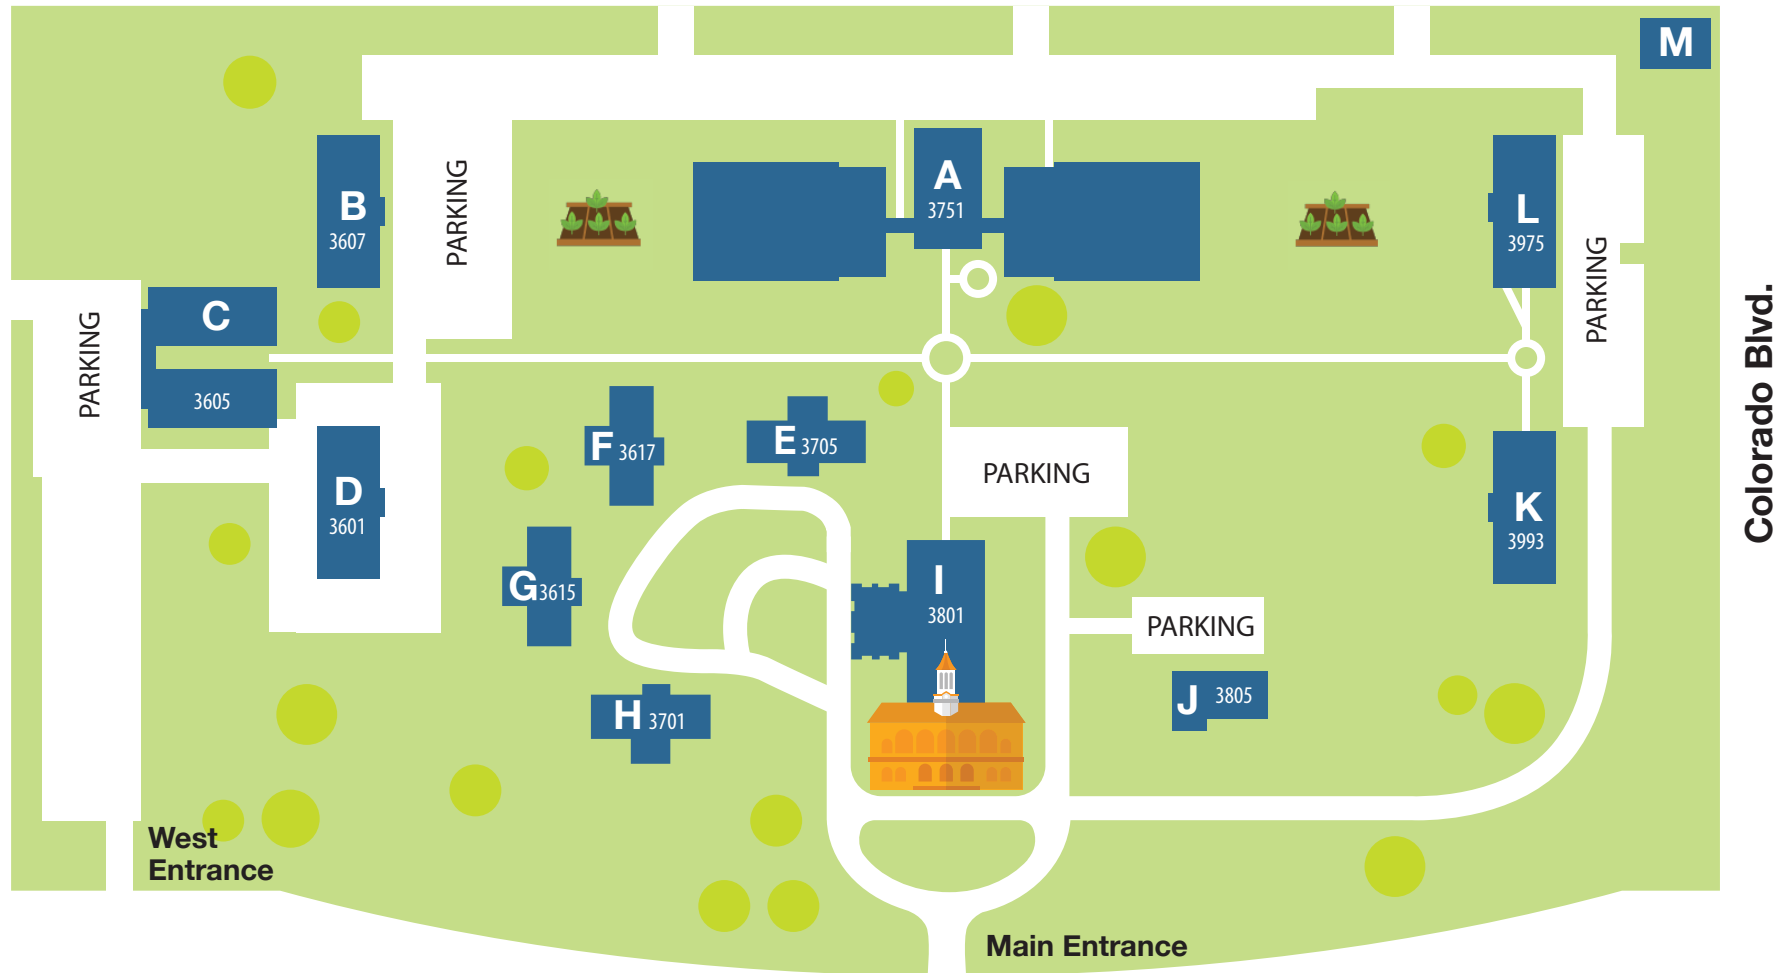 M
PARKING
A
3751
B
3607
L
3975
PARKING
C
PARKING
3605
Colorado Blvd.
F 3617
E 3705
PARKING
D
3601
K
3993
G 3615
I
3801
PARKING
H 3701
J 3805
West
Entrance
Main Entrance